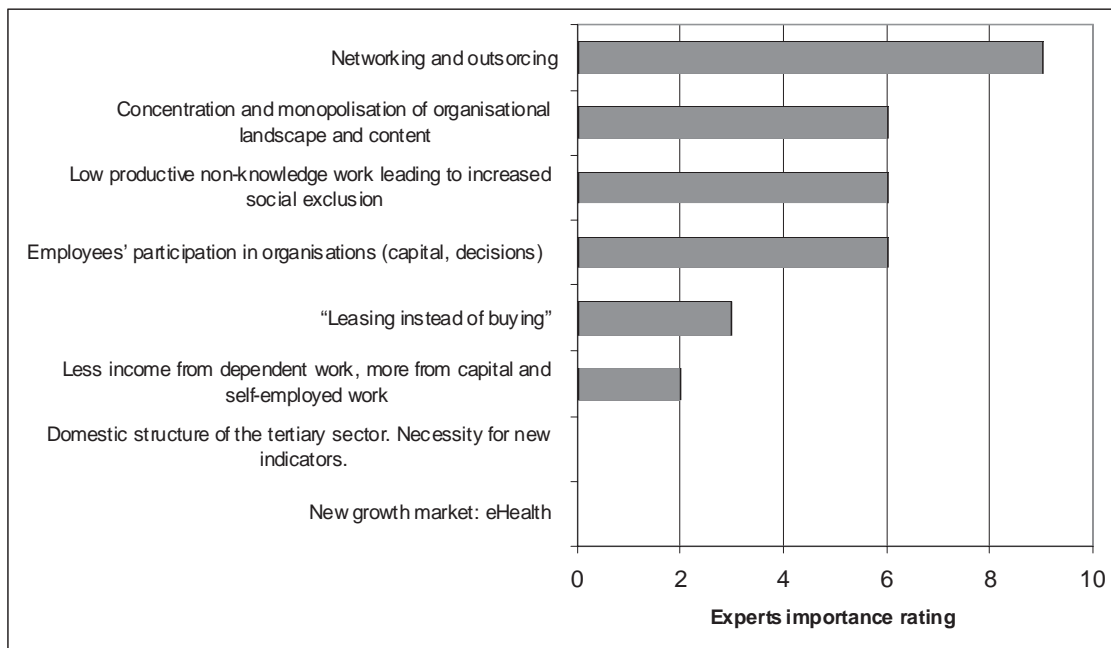 Networking and outsorcing
Concentration and monopolisation of organisational
landscape and content
Low productive non-knowledge work leading to increased
social exclusion
Employees’ participation in organisations (capital, decisions)
“Leasing instead of buying”
Less income from dependent work, more from capital and
self-employed work
Domestic structure of the tertiary sector. Necessity for new
indicators.
New growth market: eHealth
0 2 4 6 8 10
Experts importance rating